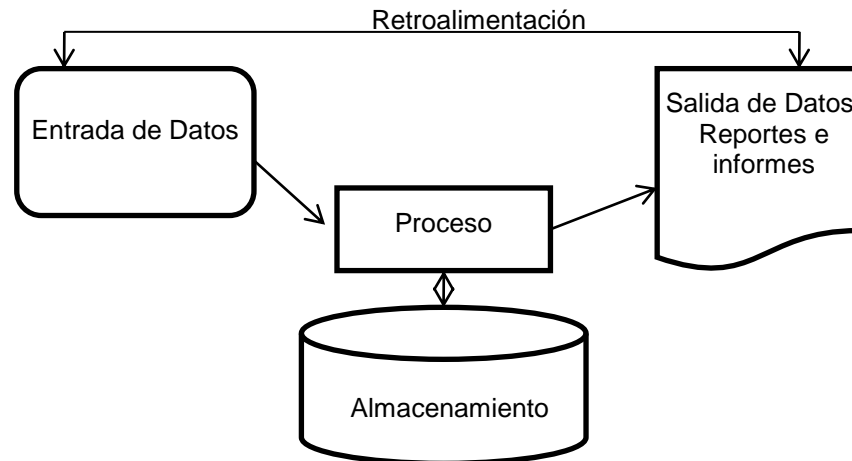 Retroalimentación
Entrada de Datos
Salida de Datos
Reportes e
informes
Proceso
Almacenamiento